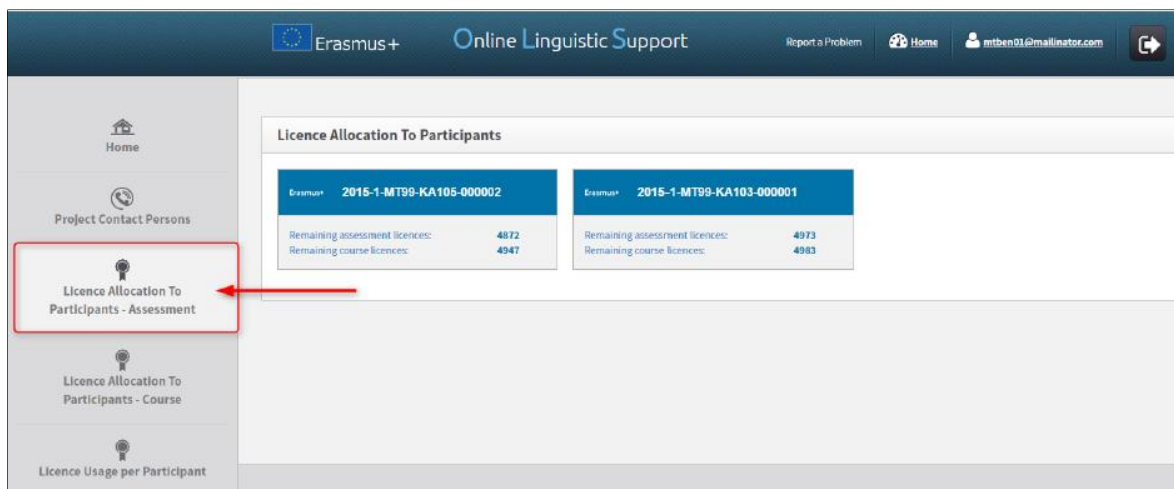 Erasmus+
Online Linguistic Support
Report a Problem
Home
mtben01@mailinator.com
Home
Project Contact Persons
Licence Allocation To
Participants - Assessment
Licence Allocation To
Participants - Course
Licence Usage per Participant
Licence Allocation To Participants
Erasmus+ 2015-1-MT99-KA105-000002
Remaining assessment licences: 4872
Remaining course licences: 4947
Erasmus+ 2015-1-MT99-KA103-000001
Remaining assessment licences: 4973
Remaining course licences: 4983